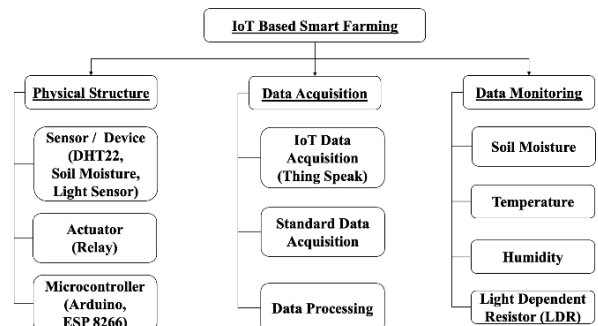 IoT Based Smart Farming
Physical Structure
Sensor / Device
(DHT22,
Soil Moisture,
Light Sensor)
Actuator
(Relay)
Microcontroller
(Arduino,
ESP 8266)
Data Acquisition
IoT Data
Acquisition
(Thing Speak)
Standard Data
Acquisition
Data Processing
Data Monitoring
Soil Moisture
Temperature
Humidity
Light Dependent
Resistor (LDR)